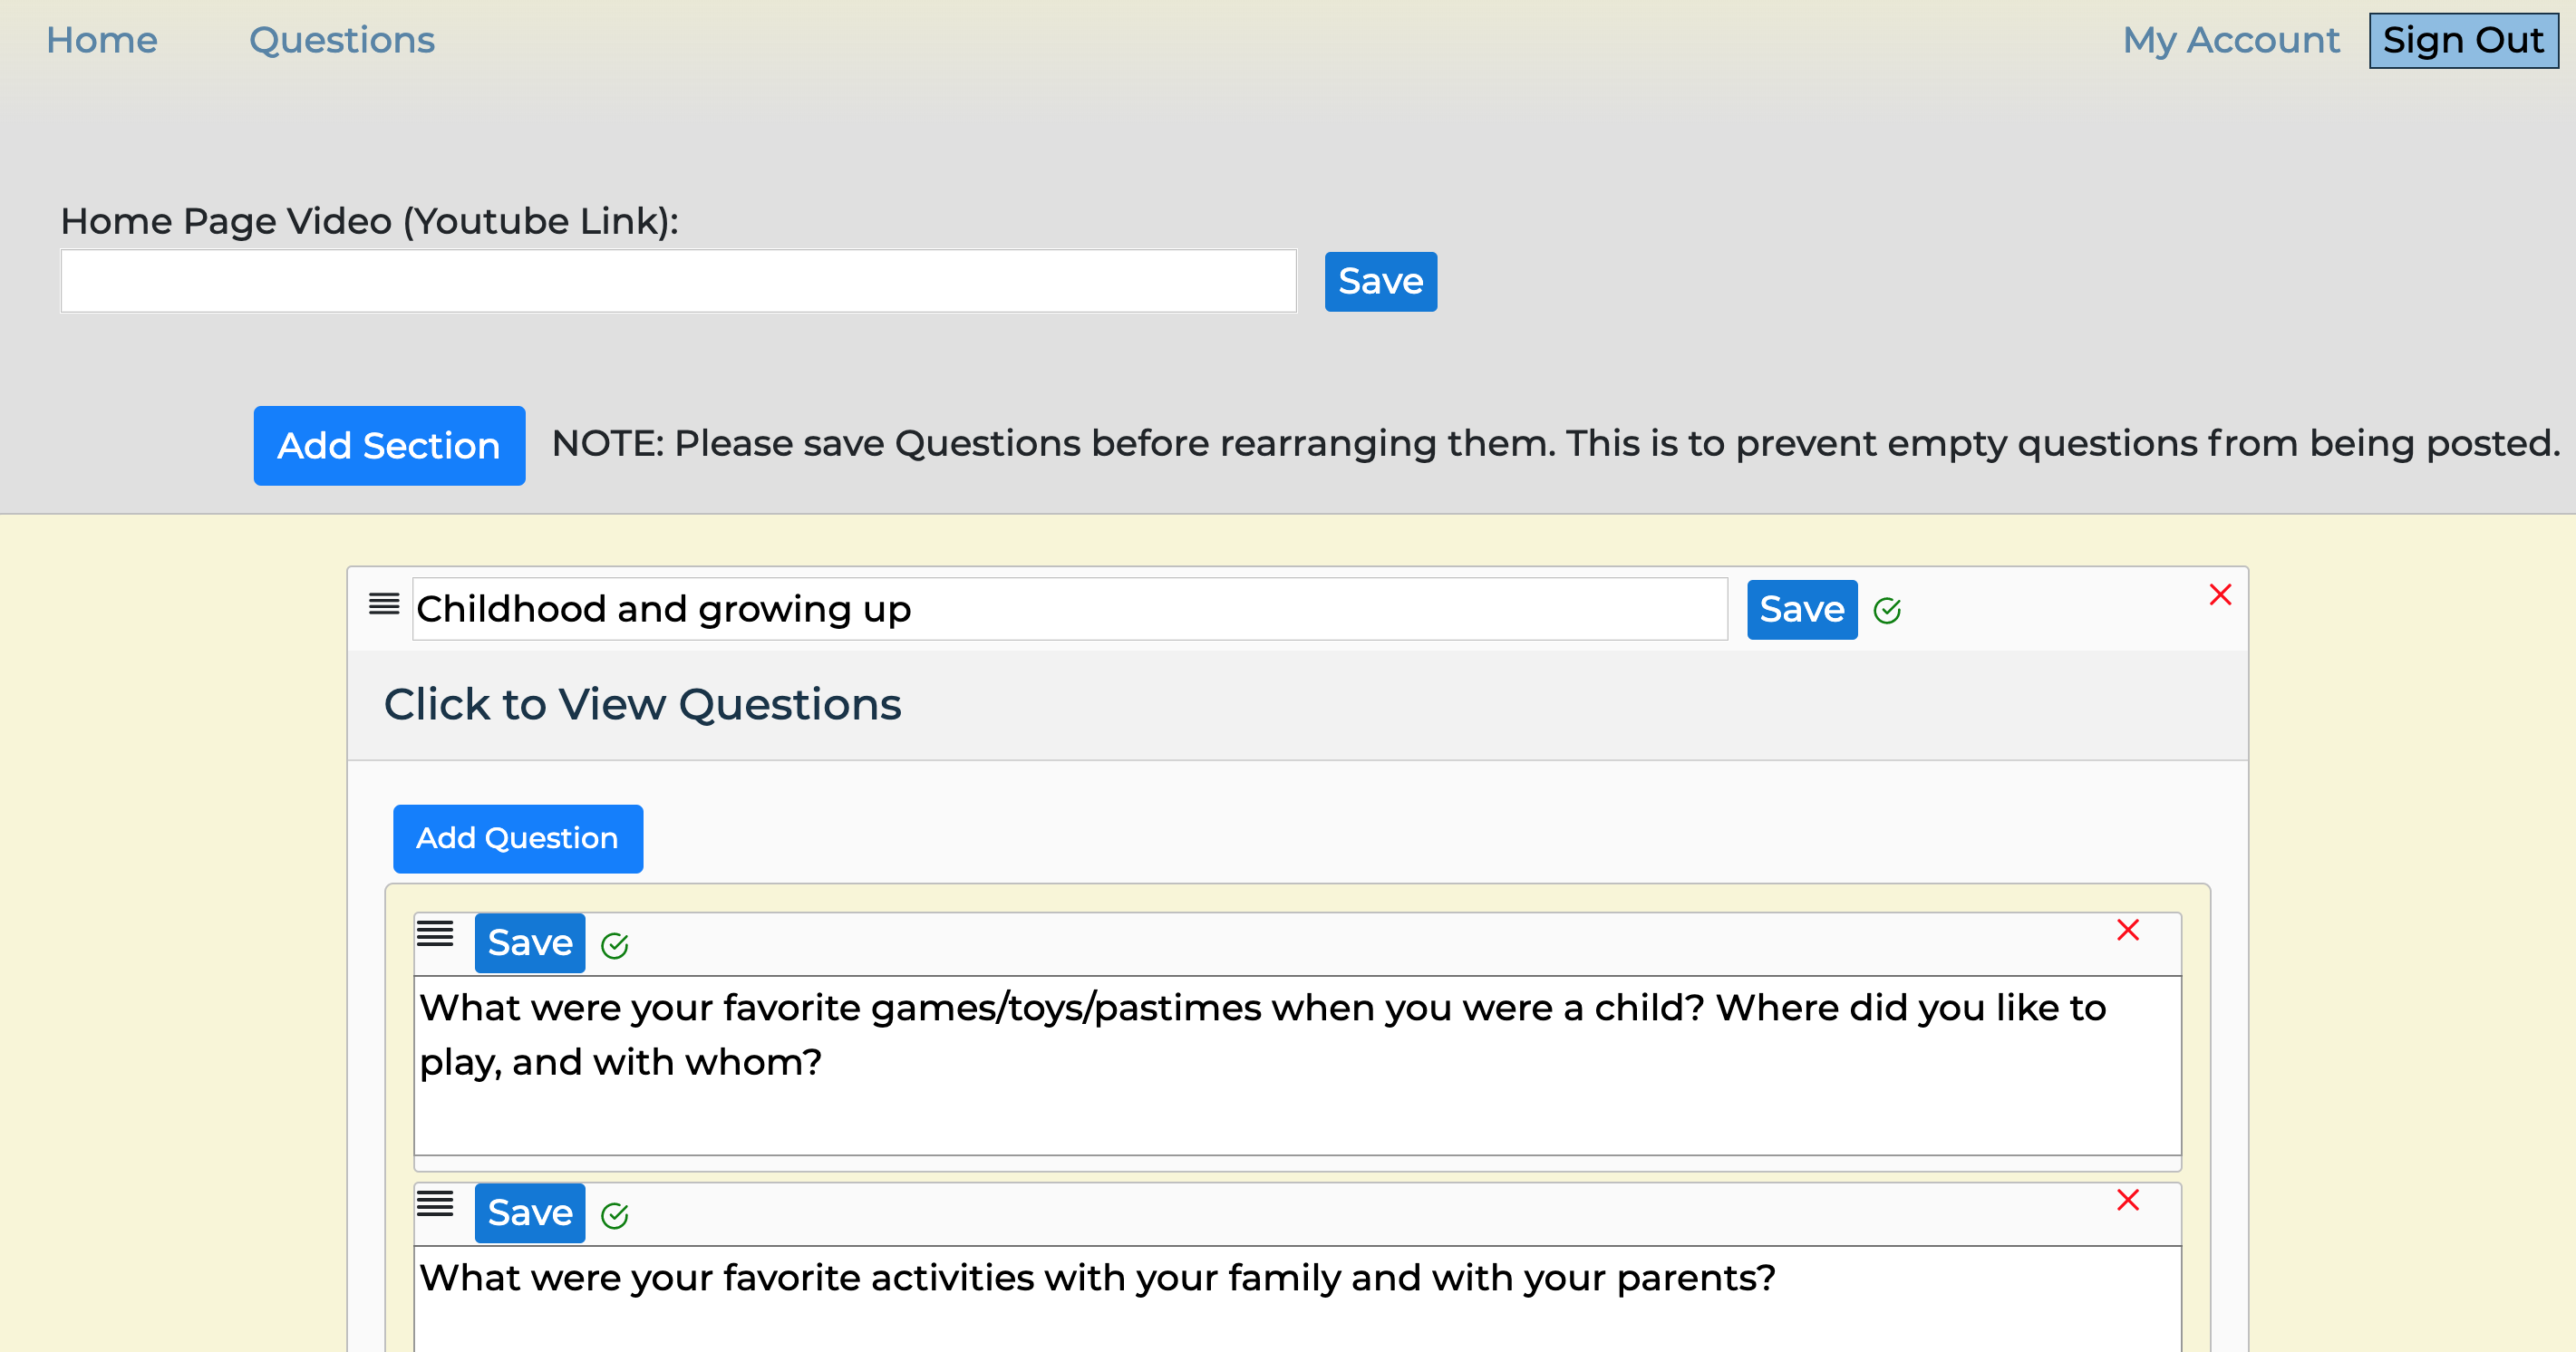 Home Questions My Account Sign Out
Home Page Video (Youtube Link):
Save
Add Section NOTE: Please save Questions before rearranging them. This is to prevent empty questions from being posted.
Childhood and growing up Save
Click to View Questions
Add Question
Save
What were your favorite games/toys/pastimes when you were a child? Where did you like to
play, and with whom?
Save
What were your favorite activities with your family and with your parents?